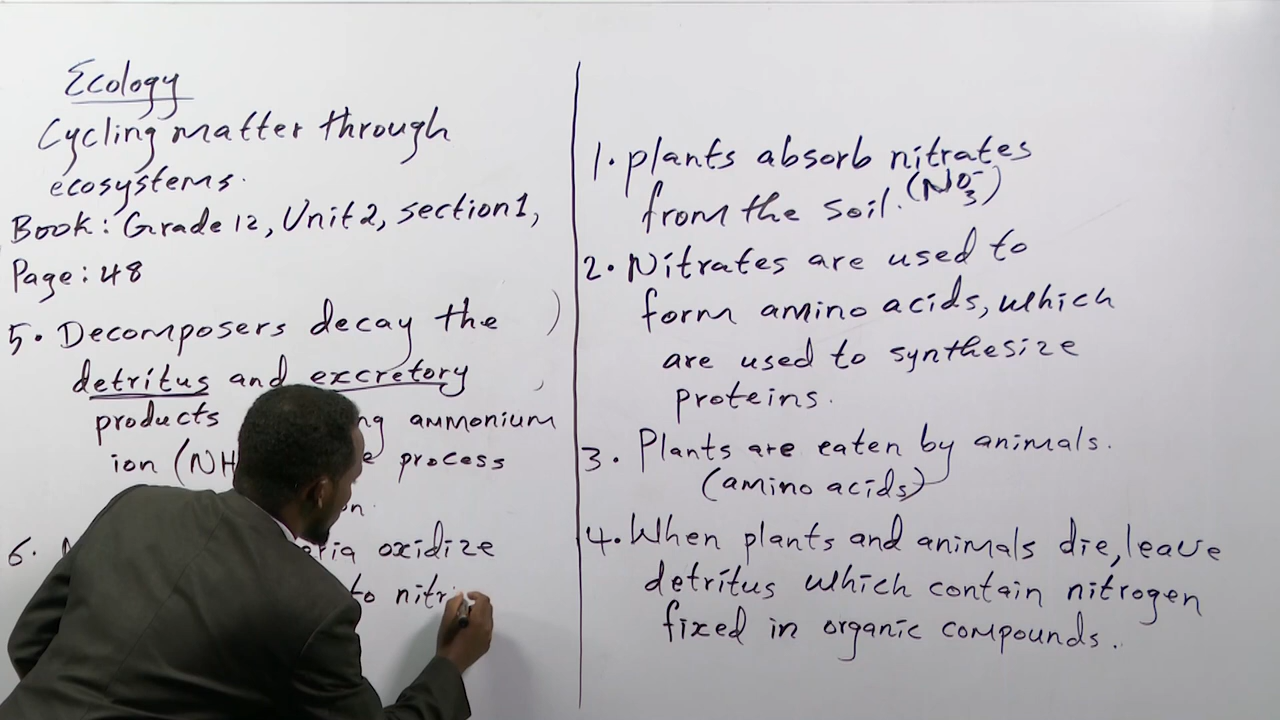 Ecology
Cycling matter through
ecosystems.
Book: Grade 12, Unit 2, section 1,
Page: 48
5. Decomposers decay the
detritus and excretory
products ammonium
ion (NH process
6. oxidize
to
1. plants absorb nitrates
from the soil. (NO₃⁻)
2. Nitrates are used to
form amino acids, which
are used to synthesize
proteins.
3. Plants are eaten by animals.
(amino acids)
4. When plants and animals die, leave
detritus which contain nitrogen
fixed in organic compounds.